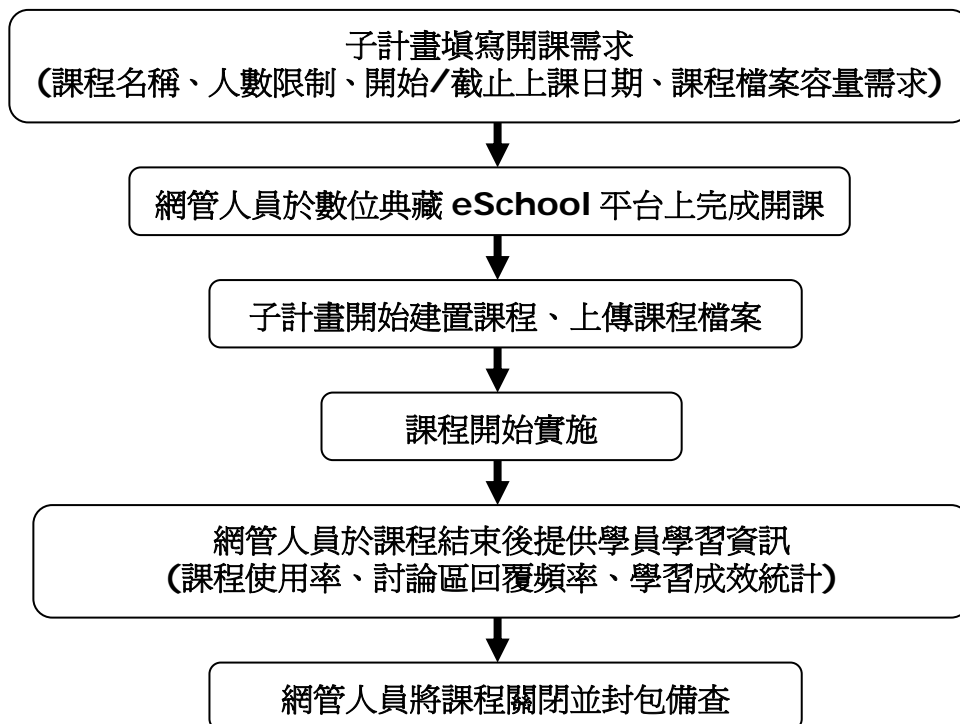 子計畫填寫開課需求
(課程名稱、人數限制、開始/截止上課日期、課程檔案容量需求)
網管人員於數位典藏 eSchool 平台上完成開課
子計畫開始建置課程、上傳課程檔案
課程開始實施
網管人員於課程結束後提供學員學習資訊
(課程使用率、討論區回覆頻率、學習成效統計)
網管人員將課程關閉並封包備查